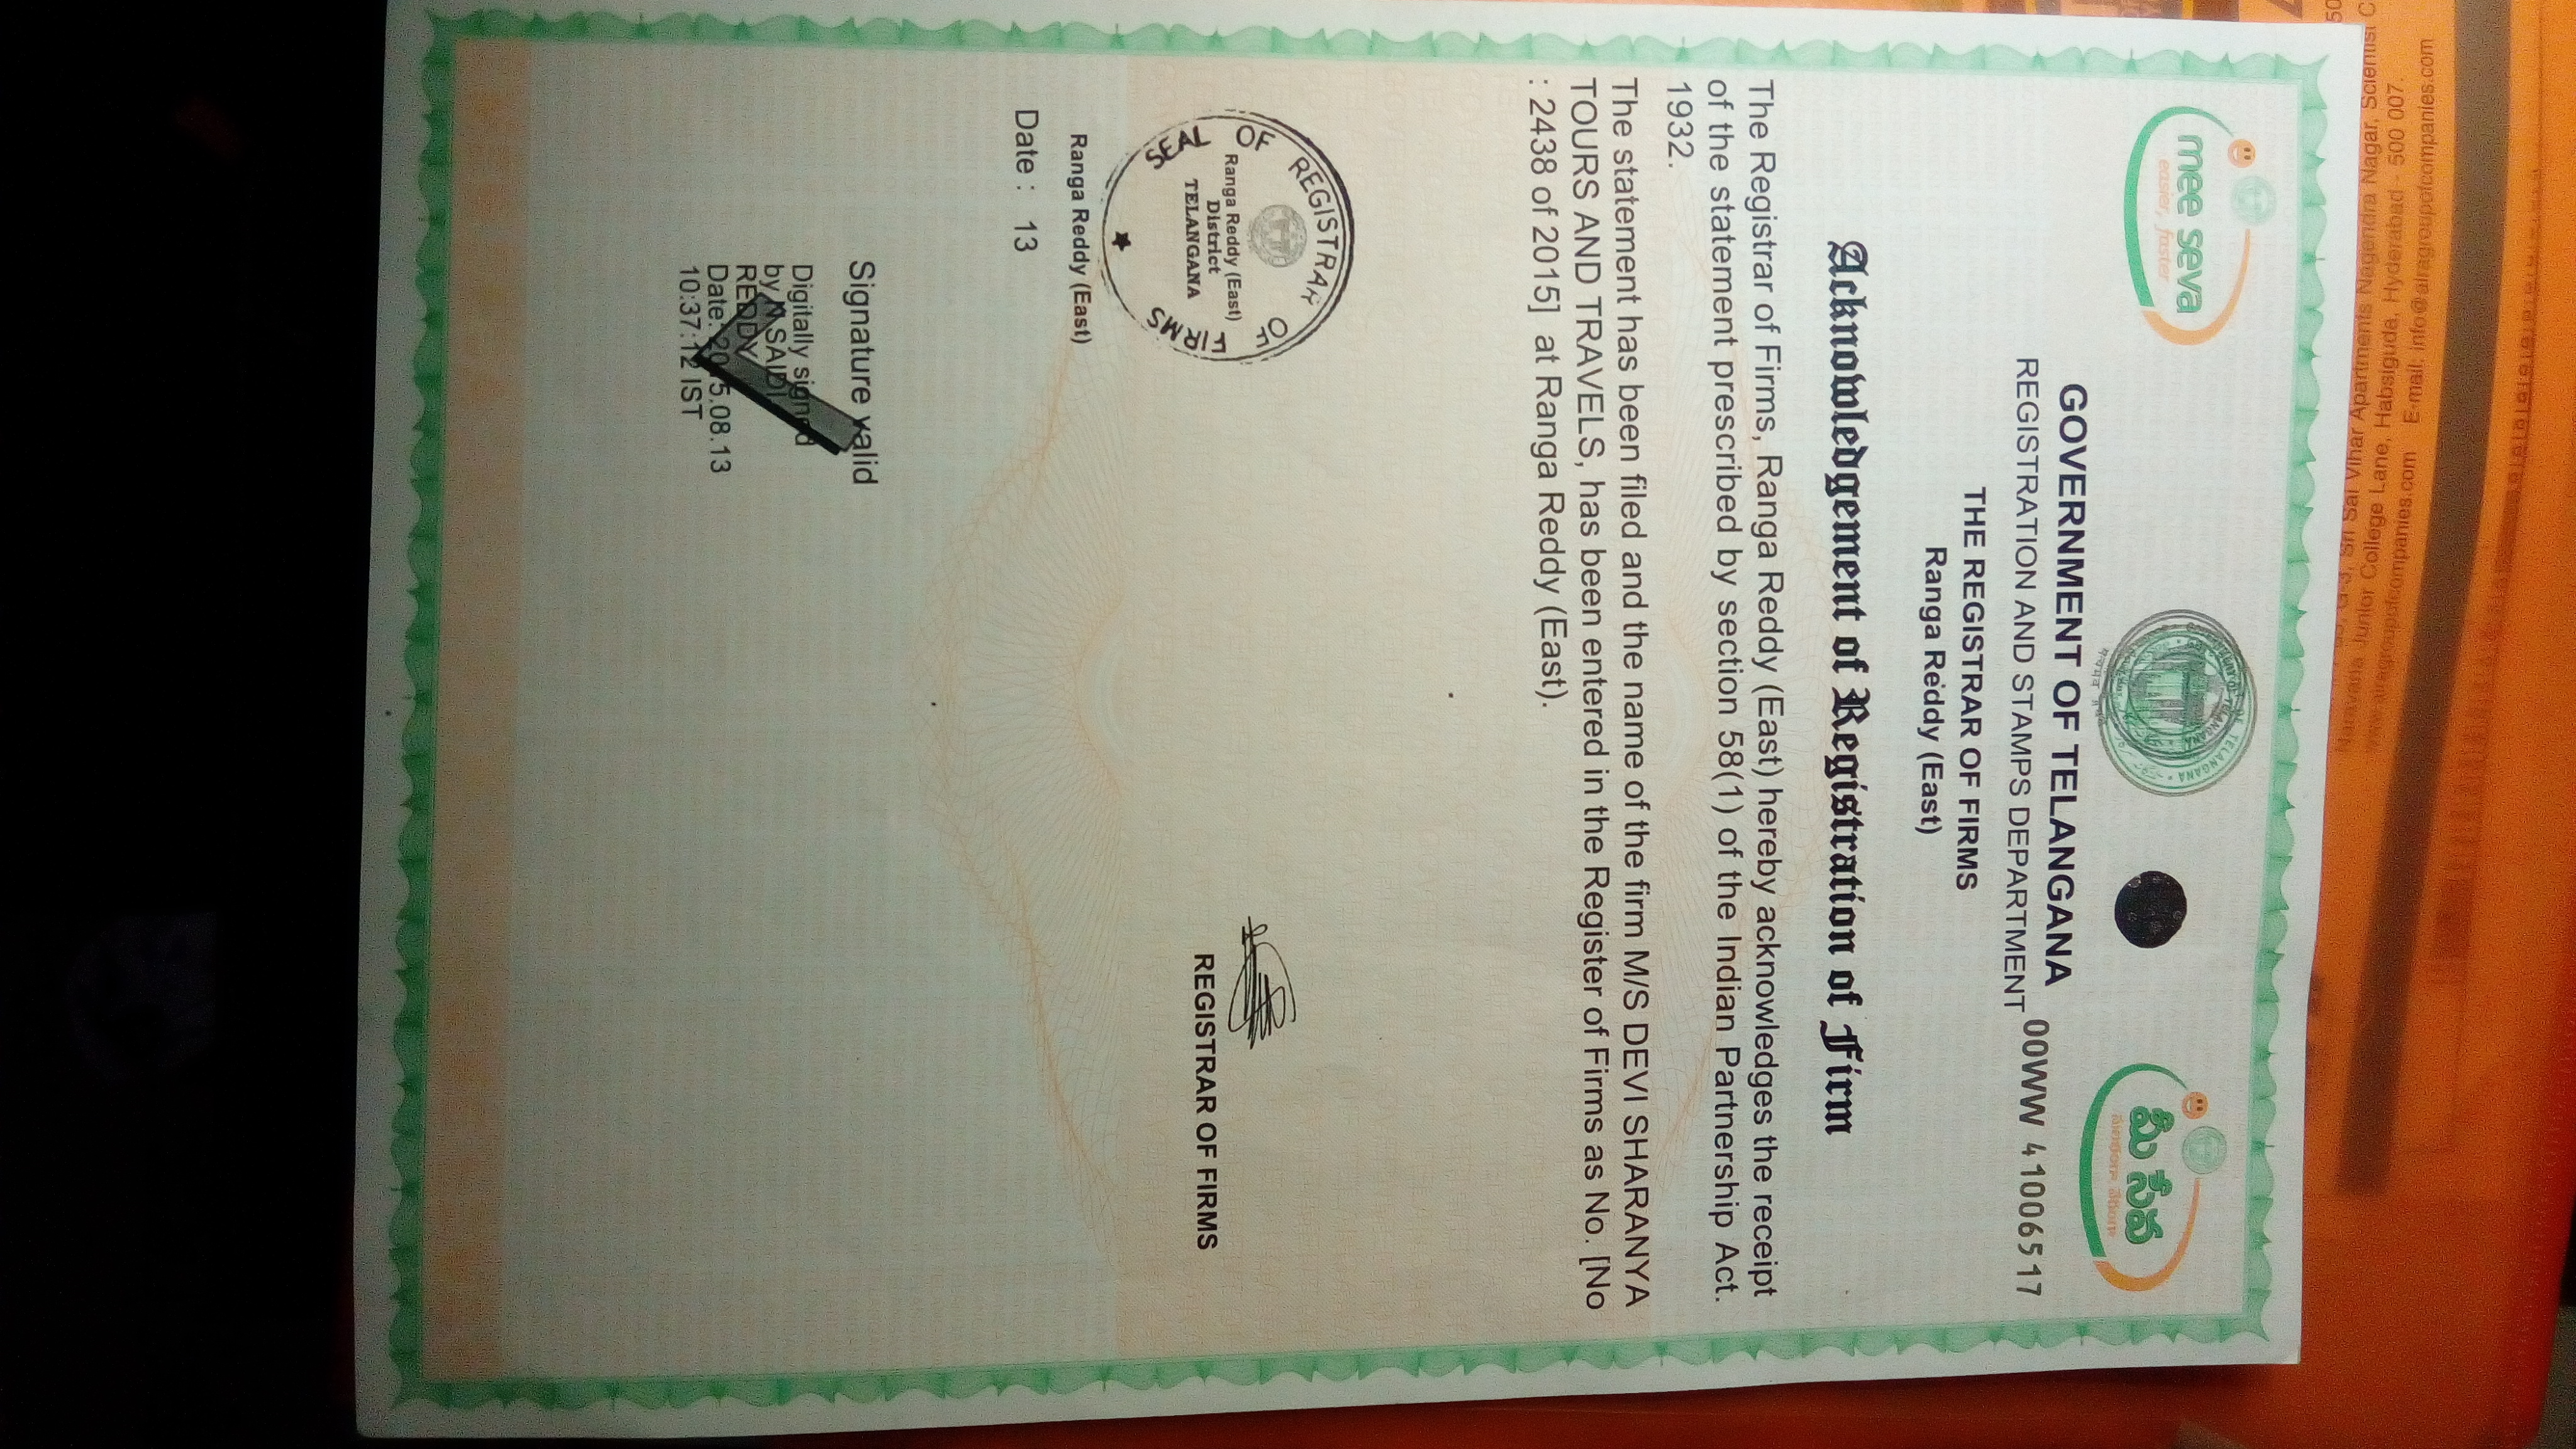 mee seva
easier, faster
మీ సేవ
GOVERNMENT OF TELANGANA
REGISTRATION AND STAMPS DEPARTMENT
00WW 41006517
THE REGISTRAR OF FIRMS
Ranga Reddy (East)
Acknowledgement of Registration of Firm
The Registrar of Firms, Ranga Reddy (East) hereby acknowledges the receipt
of the statement prescribed by section 58(1) of the Indian Partnership Act.
1932.
The statement has been filed and the name of the firm M/S DEVI SHARANYA
TOURS AND TRAVELS, has been entered in the Register of Firms as No. [No
: 2438 of 2015] at Ranga Reddy (East).
SEAL OF REGISTRAR OF FIRMS
Ranga Reddy (East)
District
TELANGANA
REGISTRAR OF FIRMS
Ranga Reddy (East)
Date : 13
Signature valid
Digitally signed
by N SAIDI
REDDY
Date: 2015.08.13
10:37:12 IST